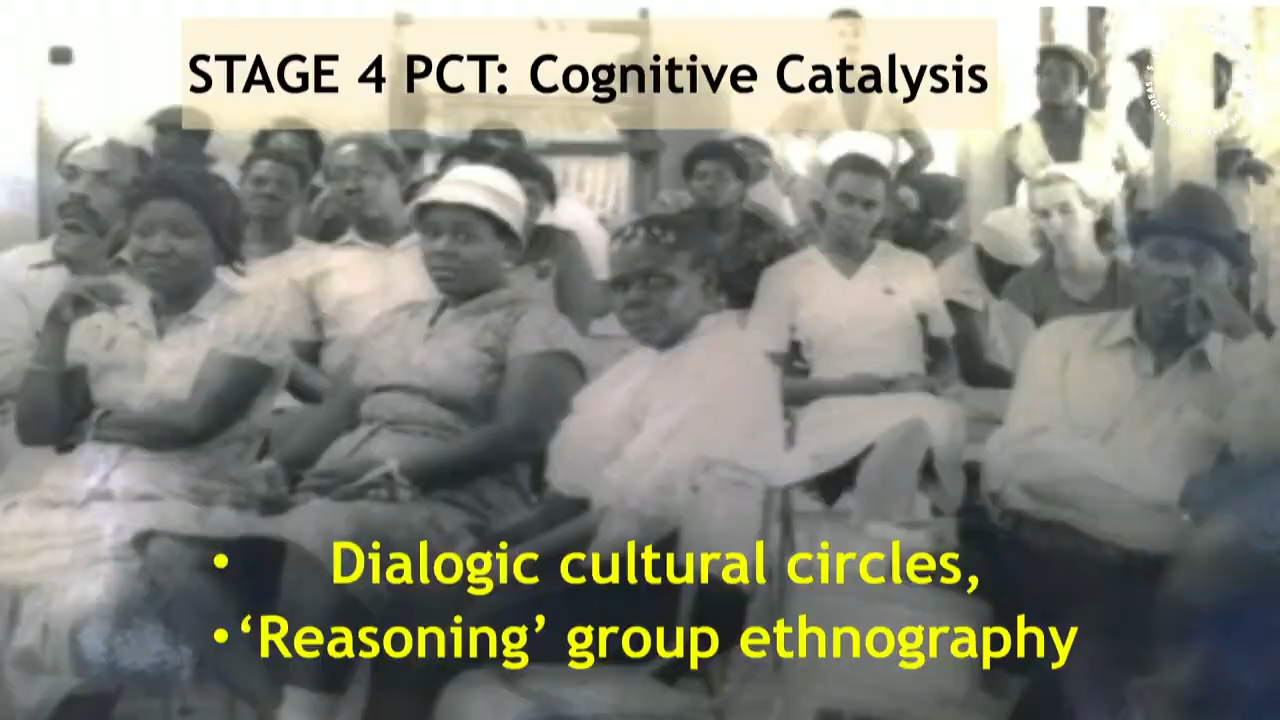 STAGE 4 PCT: Cognitive Catalysis
• Dialogic cultural circles,
• ‘Reasoning’ group ethnography